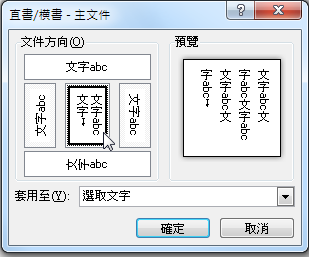 直書/橫書 - 主文件
文件方向(O)
文字abc
文字abc
文字abc
文字→
文字abc
文字abc
預覽
文字abc文
字abc文字abc
文字abc文
字abc→
套用至(Y):
選取文字
確定
取消